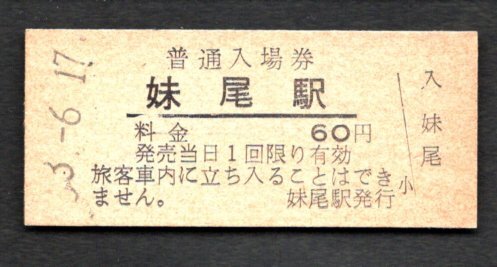 53.-6.17
普通入場券
妹尾駅
料金 60円
発売当日1回限り有効
旅客車内に立ち入ることはでき
ません。 妹尾駅発行
入妹尾
小